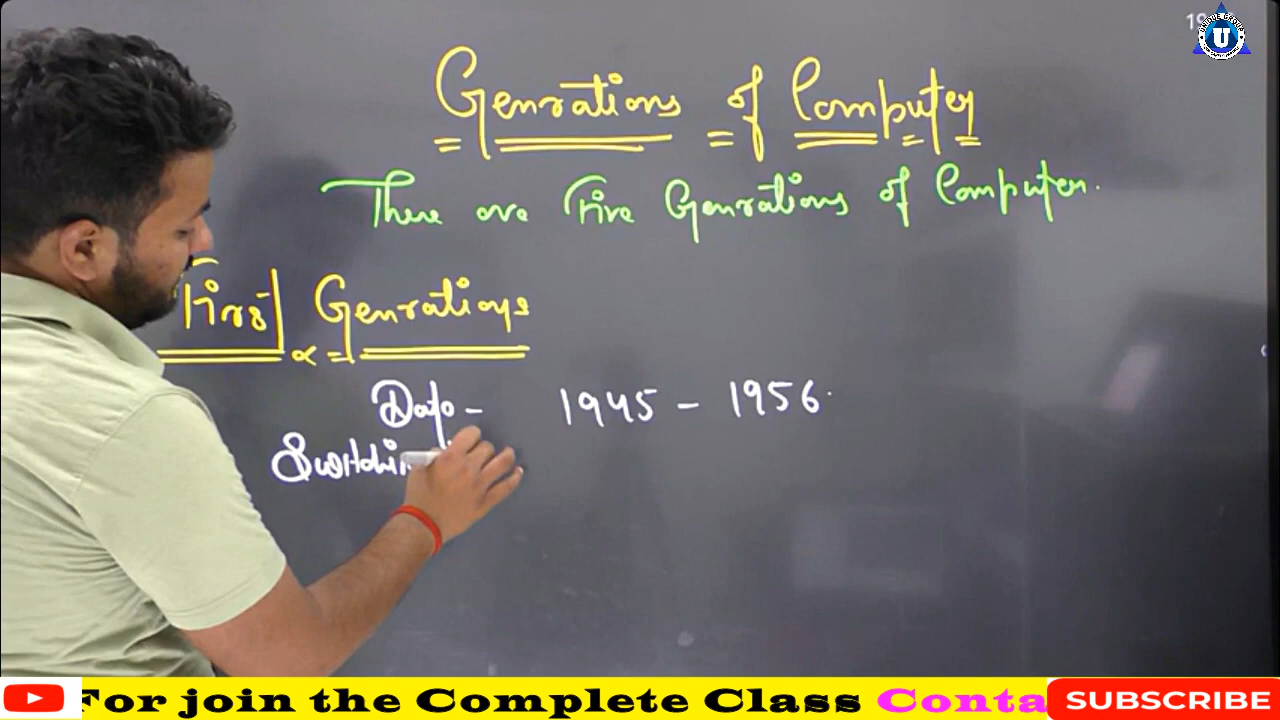 Genrations of Computer
There are Five Genrations of Computer.
First Genrations
Date - 1945 - 1956.
Switchin
U
For join the Complete Class Conta
SUBSCRIBE